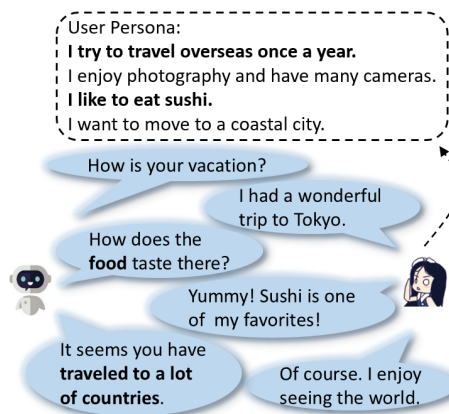 User Persona:
I try to travel overseas once a year.
I enjoy photography and have many cameras.
I like to eat sushi.
I want to move to a coastal city.
How is your vacation?
I had a wonderful
trip to Tokyo.
How does the
food taste there?
Yummy! Sushi is one
of my favorites!
It seems you have
traveled to a lot
of countries.
Of course. I enjoy
seeing the world.